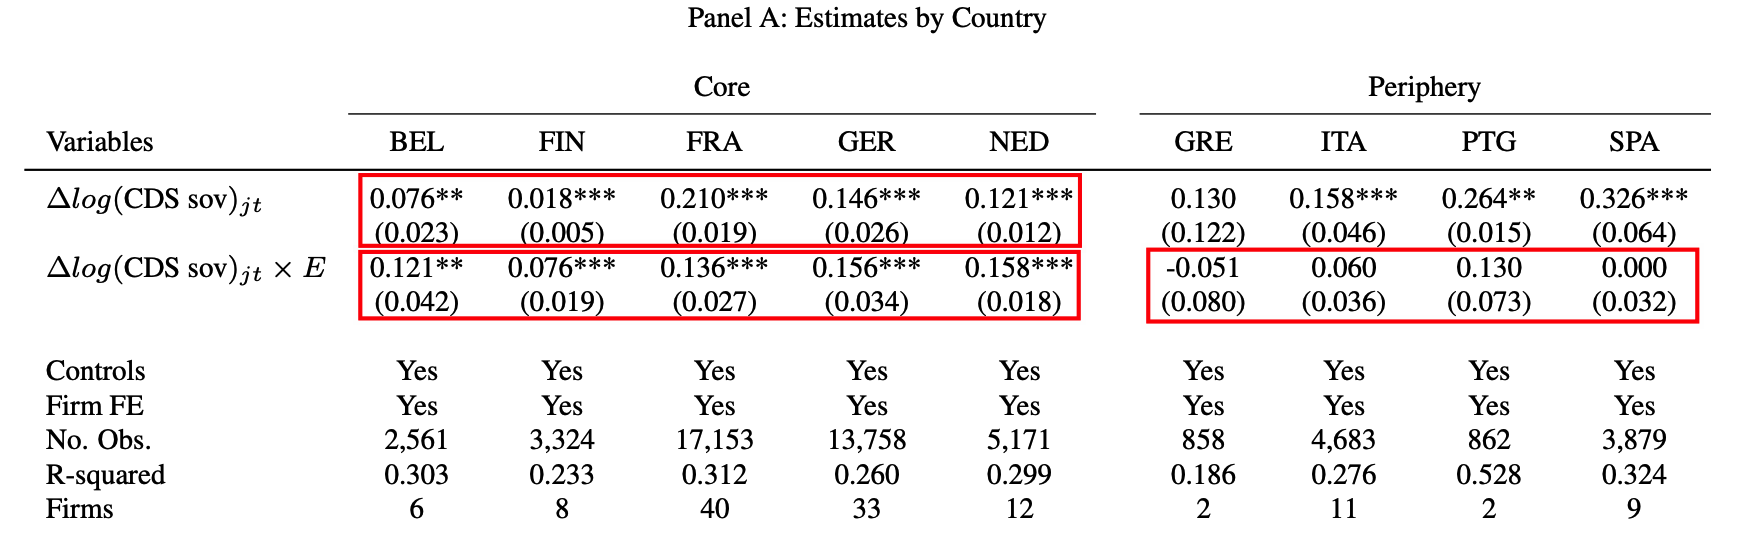 Panel A: Estimates by Country
Core Periphery
Variables BEL FIN FRA GER NED GRE ITA PTG SPA
Δlog(CDS sov)jt 0.076** 0.018*** 0.210*** 0.146*** 0.121*** 0.130 0.158*** 0.264** 0.326***
(0.023) (0.005) (0.019) (0.026) (0.012) (0.122) (0.046) (0.015) (0.064)
Δlog(CDS sov)jt × E 0.121** 0.076*** 0.136*** 0.156*** 0.158*** -0.051 0.060 0.130 0.000
(0.042) (0.019) (0.027) (0.034) (0.018) (0.080) (0.036) (0.073) (0.032)
Controls Yes Yes Yes Yes Yes Yes Yes Yes Yes
Firm FE Yes Yes Yes Yes Yes Yes Yes Yes Yes
No. Obs. 2,561 3,324 17,153 13,758 5,171 858 4,683 862 3,879
R-squared 0.303 0.233 0.312 0.260 0.299 0.186 0.276 0.528 0.324
Firms 6 8 40 33 12 2 11 2 9